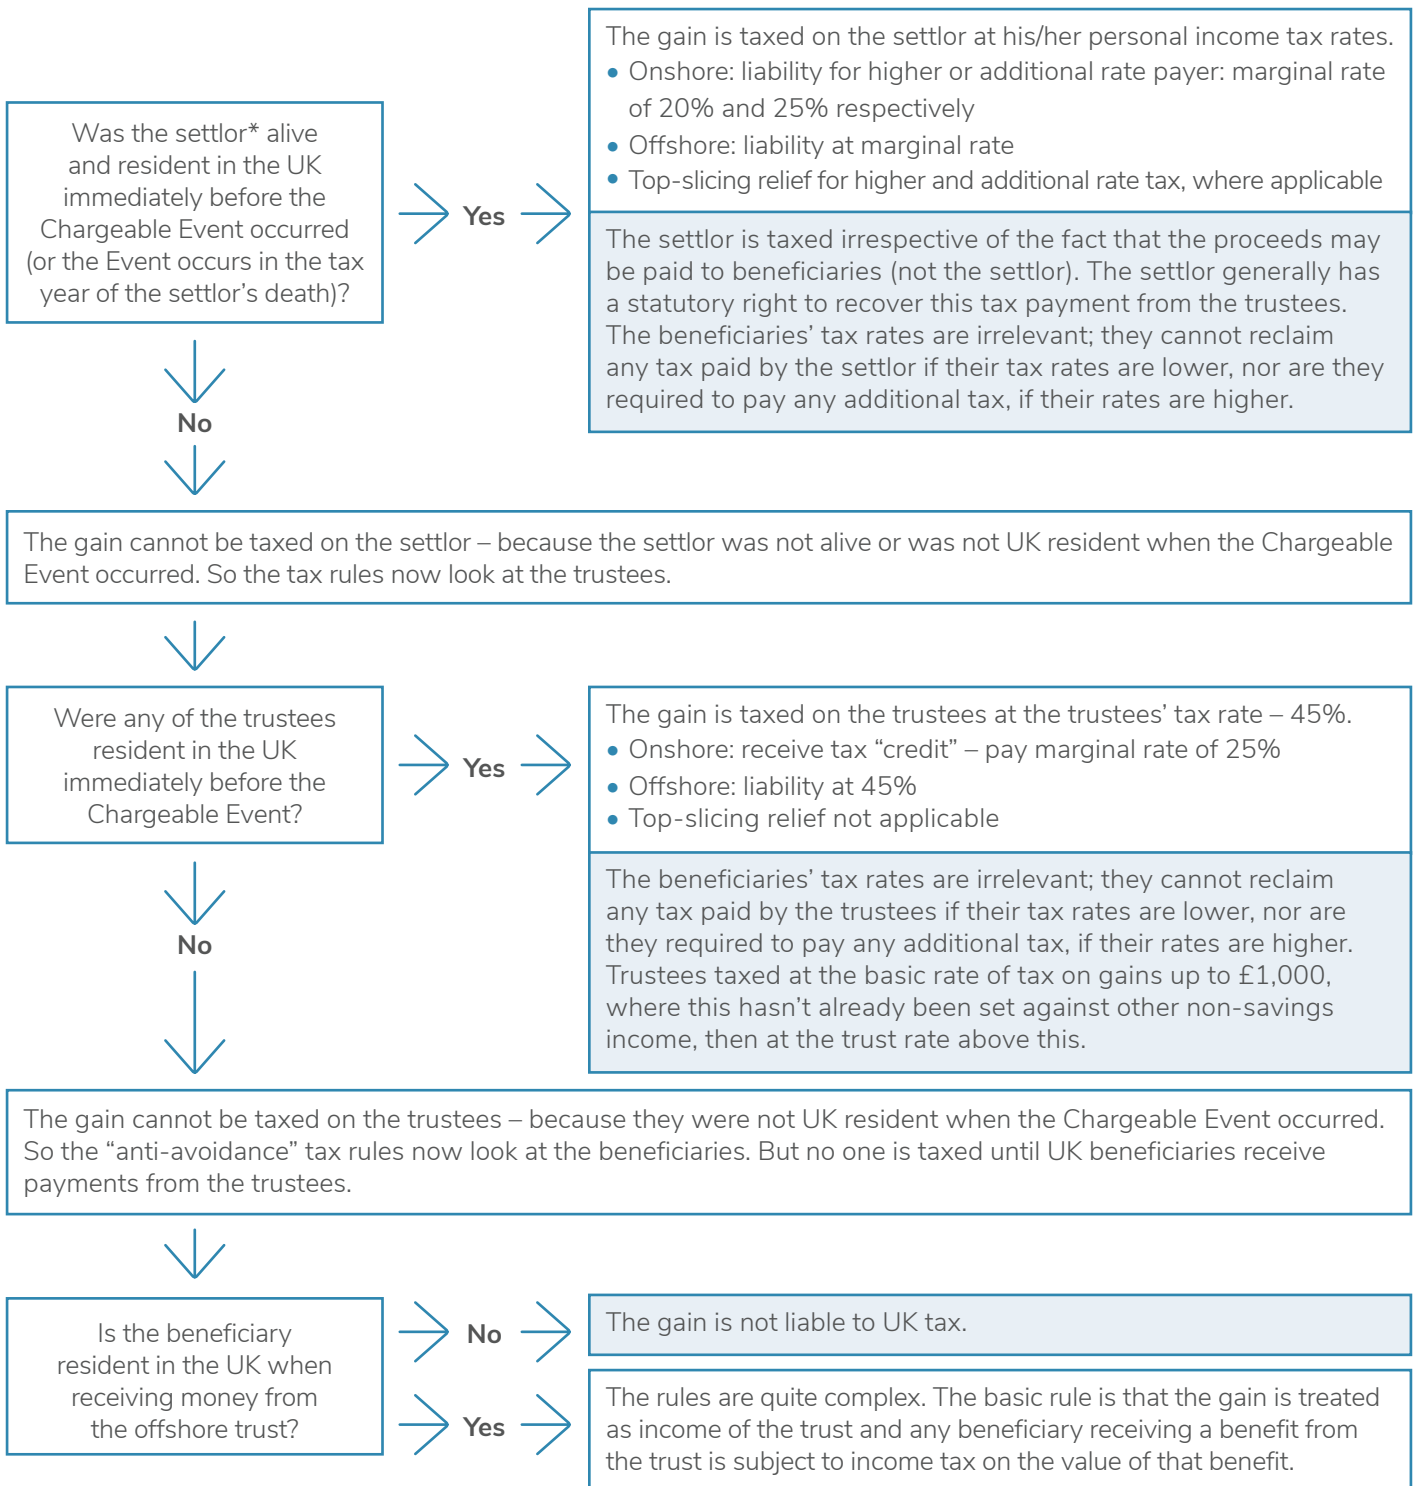 Was the settlor* alive
and resident in the UK
immediately before the
Chargeable Event occurred
(or the Event occurs in the tax
year of the settlor’s death)?
Yes
The gain is taxed on the settlor at his/her personal income tax rates.
• Onshore: liability for higher or additional rate payer: marginal rate
of 20% and 25% respectively
• Offshore: liability at marginal rate
• Top-slicing relief for higher and additional rate tax, where applicable
The settlor is taxed irrespective of the fact that the proceeds may
be paid to beneficiaries (not the settlor). The settlor generally has
a statutory right to recover this tax payment from the trustees.
The beneficiaries’ tax rates are irrelevant; they cannot reclaim
any tax paid by the settlor if their tax rates are lower, nor are they
required to pay any additional tax, if their rates are higher.
No
The gain cannot be taxed on the settlor – because the settlor was not alive or was not UK resident when the Chargeable
Event occurred. So the tax rules now look at the trustees.
Were any of the trustees
resident in the UK
immediately before the
Chargeable Event?
Yes
The gain is taxed on the trustees at the trustees’ tax rate – 45%.
• Onshore: receive tax “credit” – pay marginal rate of 25%
• Offshore: liability at 45%
• Top-slicing relief not applicable
The beneficiaries’ tax rates are irrelevant; they cannot reclaim
any tax paid by the trustees if their tax rates are lower, nor are
they required to pay any additional tax, if their rates are higher.
Trustees taxed at the basic rate of tax on gains up to £1,000,
where this hasn’t already been set against other non-savings
income, then at the trust rate above this.
No
The gain cannot be taxed on the trustees – because they were not UK resident when the Chargeable Event occurred.
So the “anti-avoidance” tax rules now look at the beneficiaries. But no one is taxed until UK beneficiaries receive
payments from the trustees.
Is the beneficiary
resident in the UK when
receiving money from
the offshore trust?
No
The gain is not liable to UK tax.
Yes
The rules are quite complex. The basic rule is that the gain is treated
as income of the trust and any beneficiary receiving a benefit from
the trust is subject to income tax on the value of that benefit.